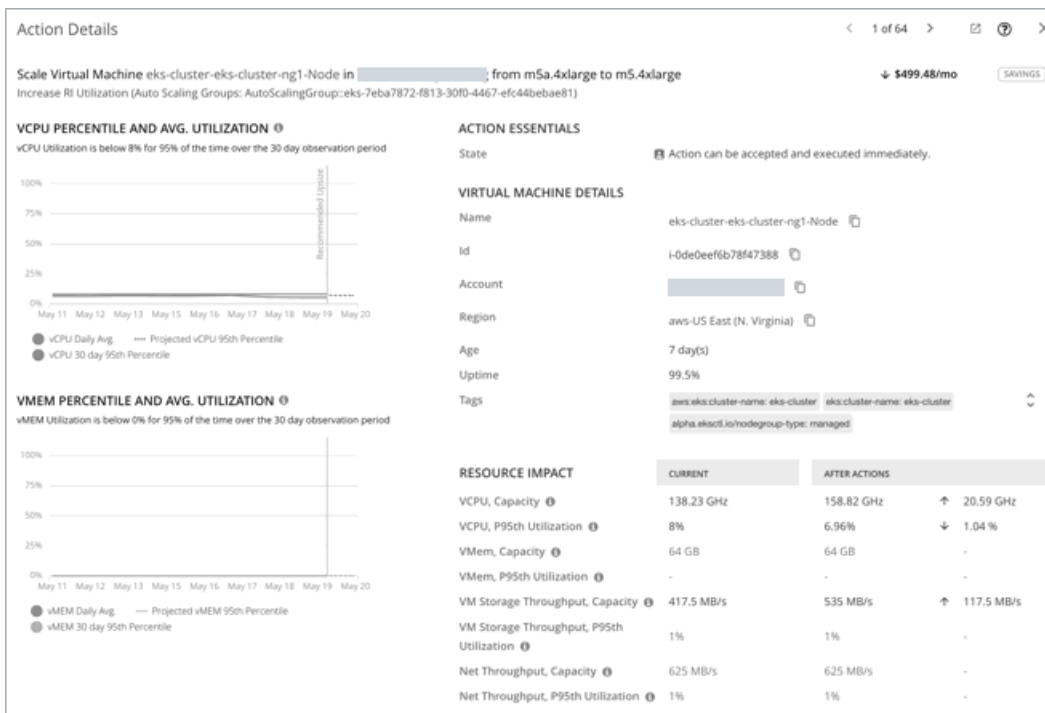 Action Details
1 of 64
Scale Virtual Machine eks-cluster-eks-cluster-ng1-Node in ; from m5a.4xlarge to m5.4xlarge
↓ $499.48/mo
SAVINGS
Increase RI Utilization (Auto Scaling Groups: AutoScalingGroup::eks-7eba7872-f813-30f0-4467-efc44bebae81)
VCPU PERCENTILE AND AVG. UTILIZATION
vCPU Utilization is below 8% for 95% of the time over the 30 day observation period
100%
75%
50%
25%
0%
Recommended Upsize
May 11 May 12 May 13 May 15 May 16 May 17 May 18 May 19 May 20
vCPU Daily Avg. Projected vCPU 95th Percentile
vCPU 30 day 95th Percentile
VMEM PERCENTILE AND AVG. UTILIZATION
vMEM Utilization is below 0% for 95% of the time over the 30 day observation period
100%
75%
50%
25%
0%
May 11 May 12 May 13 May 15 May 16 May 17 May 18 May 19 May 20
vMEM Daily Avg. Projected vMEM 95th Percentile
vMEM 30 day 95th Percentile
ACTION ESSENTIALS
State Action can be accepted and executed immediately.
VIRTUAL MACHINE DETAILS
Name eks-cluster-eks-cluster-ng1-Node
Id i-0de0eef6b78f47388
Account
Region aws-US East (N. Virginia)
Age 7 day(s)
Uptime 99.5%
Tags aws:eks:cluster-name: eks-cluster eks:cluster-name: eks-cluster
alpha.eksctl.io/nodegroup-type: managed
RESOURCE IMPACT CURRENT AFTER ACTIONS
VCPU, Capacity 138.23 GHz 158.82 GHz ↑ 20.59 GHz
VCPU, P95th Utilization 8% 6.96% ↓ 1.04 %
VMem, Capacity 64 GB 64 GB -
VMem, P95th Utilization - - -
VM Storage Throughput, Capacity 417.5 MB/s 535 MB/s ↑ 117.5 MB/s
VM Storage Throughput, P95th
Utilization 1% 1% -
Net Throughput, Capacity 625 MB/s 625 MB/s -
Net Throughput, P95th Utilization 1% 1% -